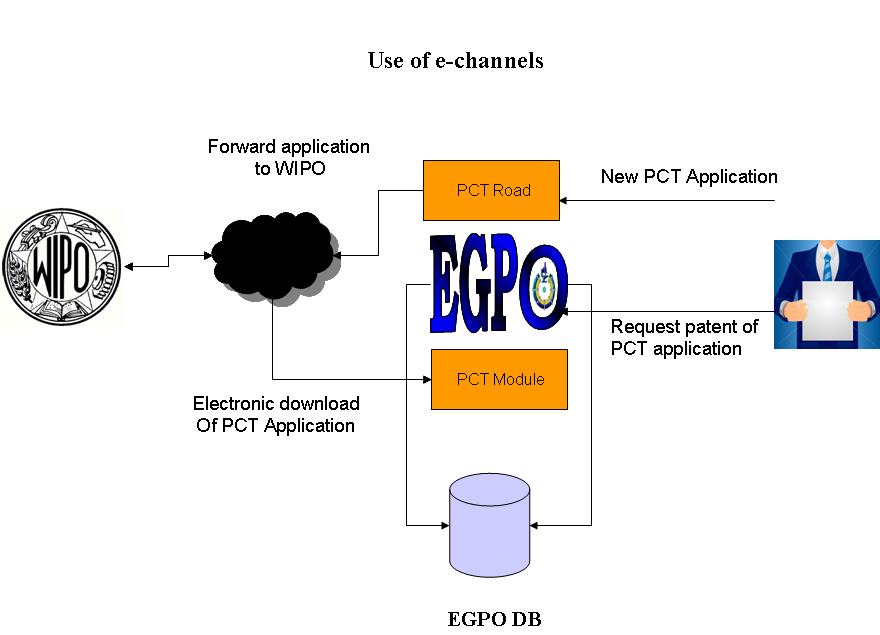 Use of e-channels
Forward application
to WIPO
PCT Road
New PCT Application
WIPO
EGPO
Request patent of
PCT application
PCT Module
Electronic download
Of PCT Application
EGPO DB